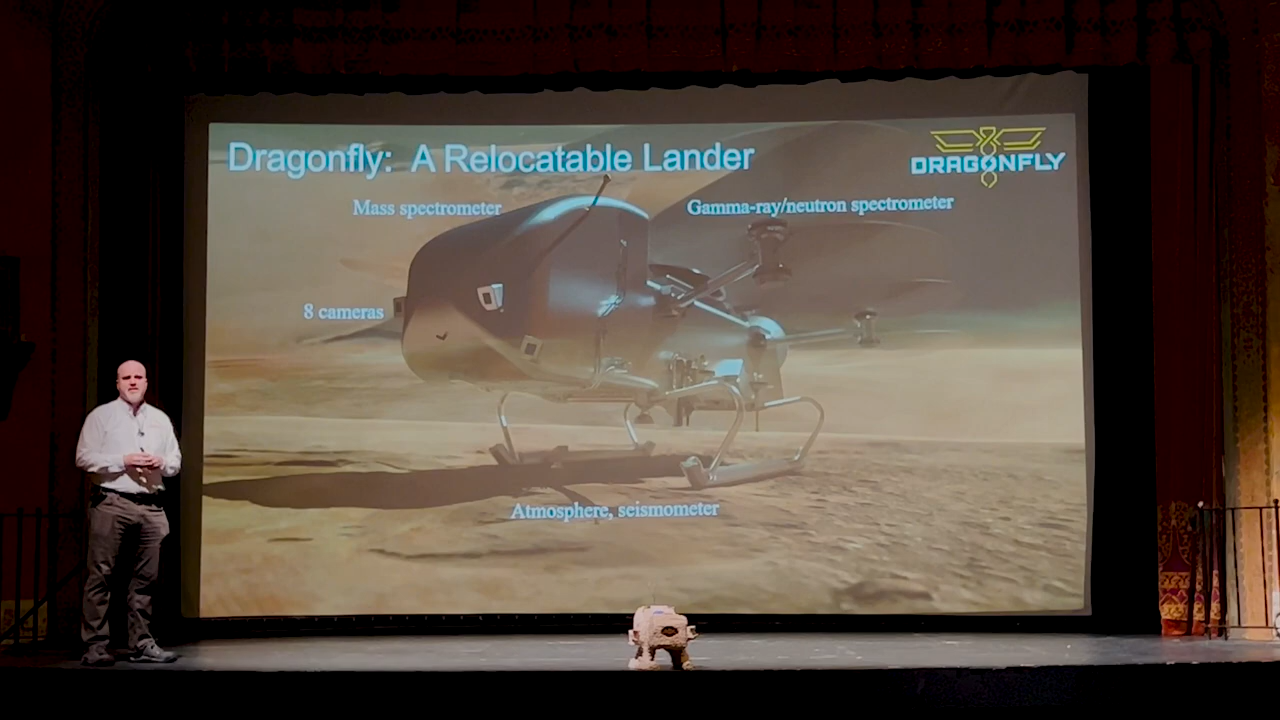 Dragonfly: A Relocatable Lander
DRAGONFLY
Mass spectrometer
Gamma-ray/neutron spectrometer
8 cameras
Atmosphere, seismometer